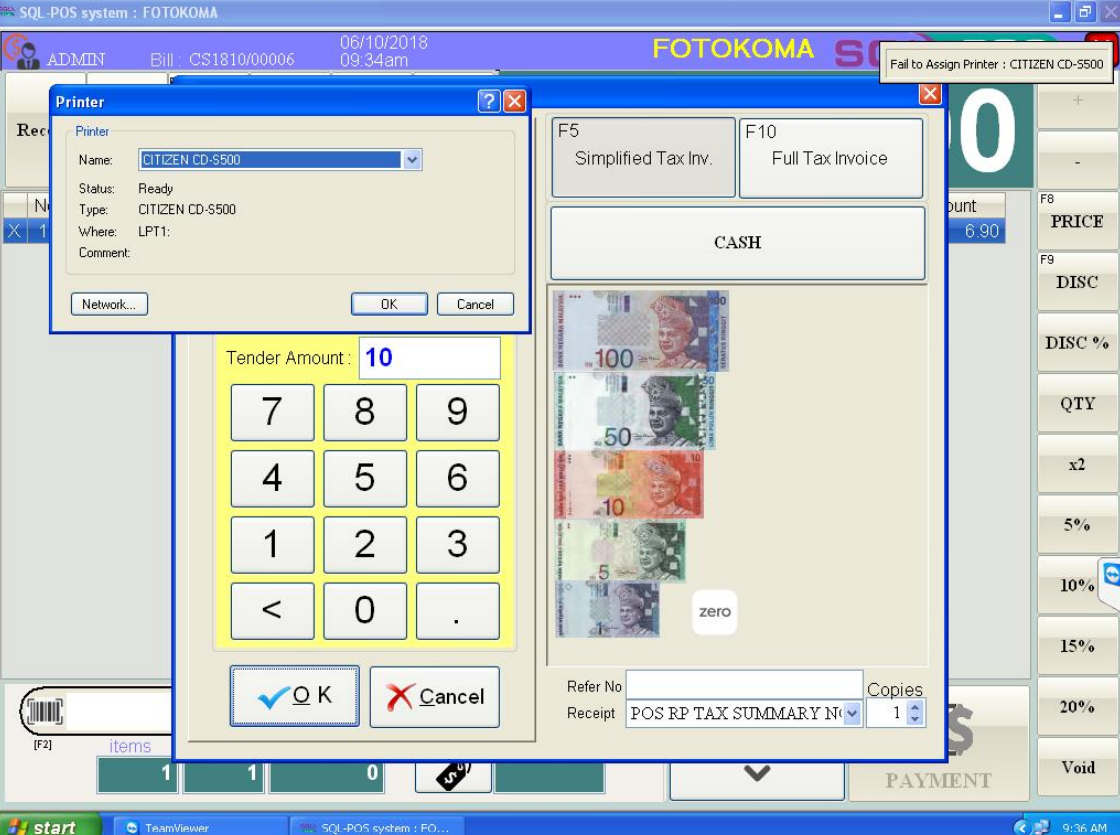 SQL-POS system : FOTOKOMA
ADMIN
Bill : CS1810/00006
06/10/2018
09:34am
FOTOKOMA
Fail to Assign Printer : CITIZEN CD-S500
Printer
Printer
Name:
CITIZEN CD-S500
Status:
Ready
Type:
CITIZEN CD-S500
Where:
LPT1:
Comment:
Network...
OK
Cancel
F5
Simplified Tax Inv.
F10
Full Tax Invoice
CASH
X 1
6.90
+
-
F8
PRICE
F9
DISC
DISC %
QTY
x2
5%
10%
15%
20%
Void
Tender Amount : 10
7 8 9
4 5 6
1 2 3
< 0 .
OK
Cancel
100
50
10
5
1
zero
Refer No
Copies
Receipt
POS RP TAX SUMMARY
1
[F2]
items
1
1
0
PAYMENT
start
TeamViewer
SQL-POS system : FO...
9:36 AM